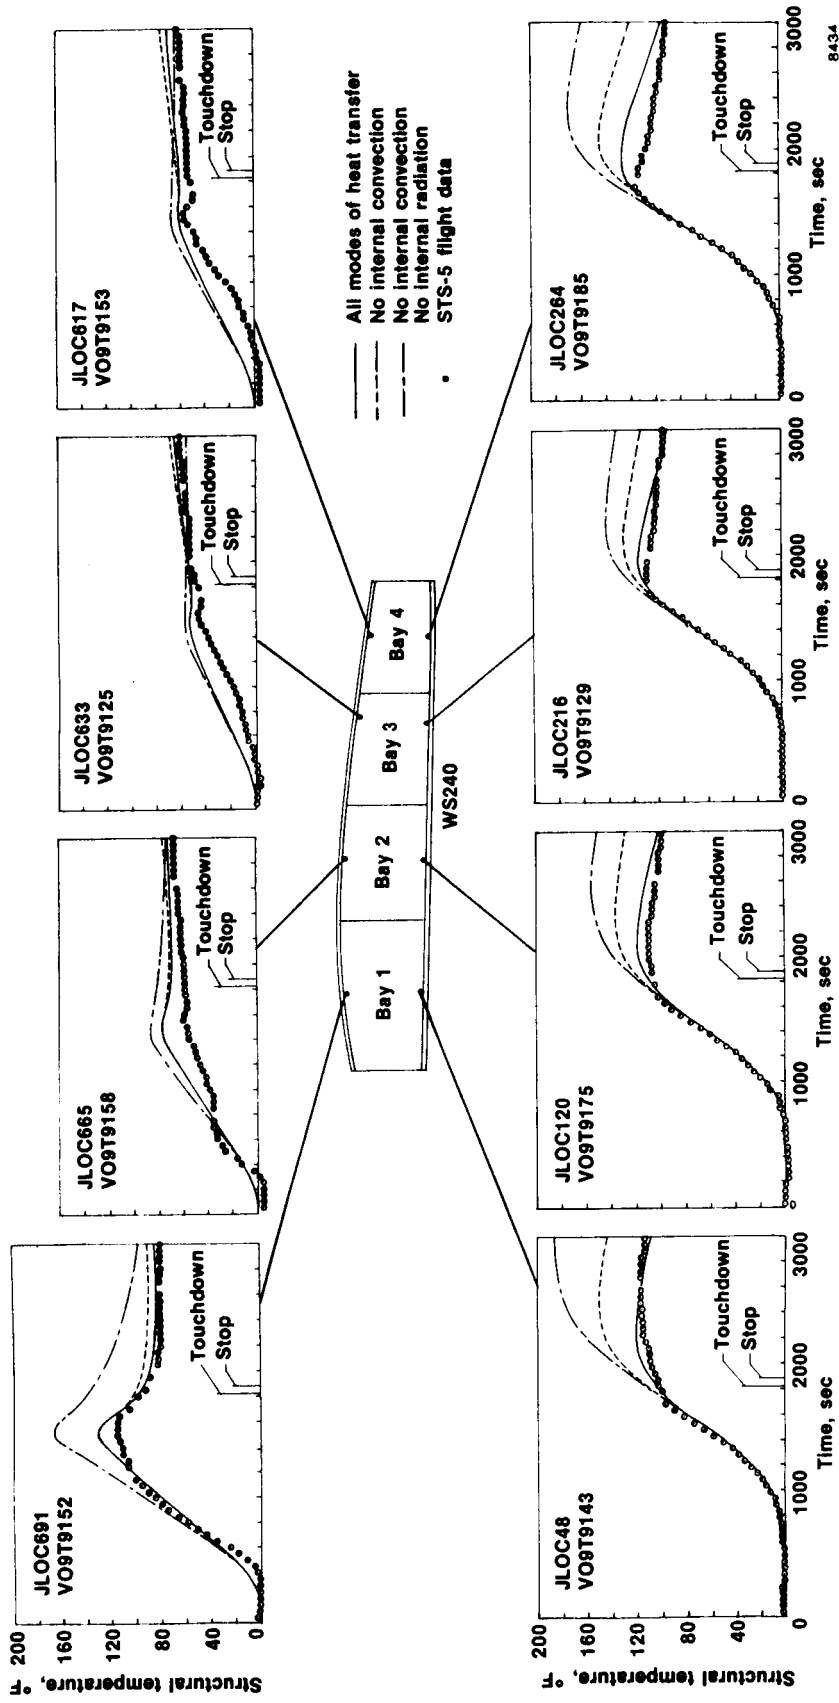 JLOC691
VO9T9152
Touchdown
Stop
200
160
120
80
40
0
Structural temperature, °F
JLOC665
VO9T9158
Touchdown
Stop
JLOC633
VO9T9125
Touchdown
Stop
JLOC617
VO9T9153
Touchdown
Stop
Bay 1
Bay 2
Bay 3
Bay 4
WS240
All modes of heat transfer
No internal convection
No internal convection
No internal radiation
STS-5 flight data
JLOC48
VO9T9143
Touchdown
Stop
200
160
120
80
40
0
1000
2000
3000
Structural temperature, °F
Time, sec
JLOC120
VO9T9175
Touchdown
Stop
0
1000
2000
3000
Time, sec
JLOC216
VO9T9129
Touchdown
Stop
0
1000
2000
3000
Time, sec
JLOC264
VO9T9185
Touchdown
Stop
0
1000
2000
3000
Time, sec
8434